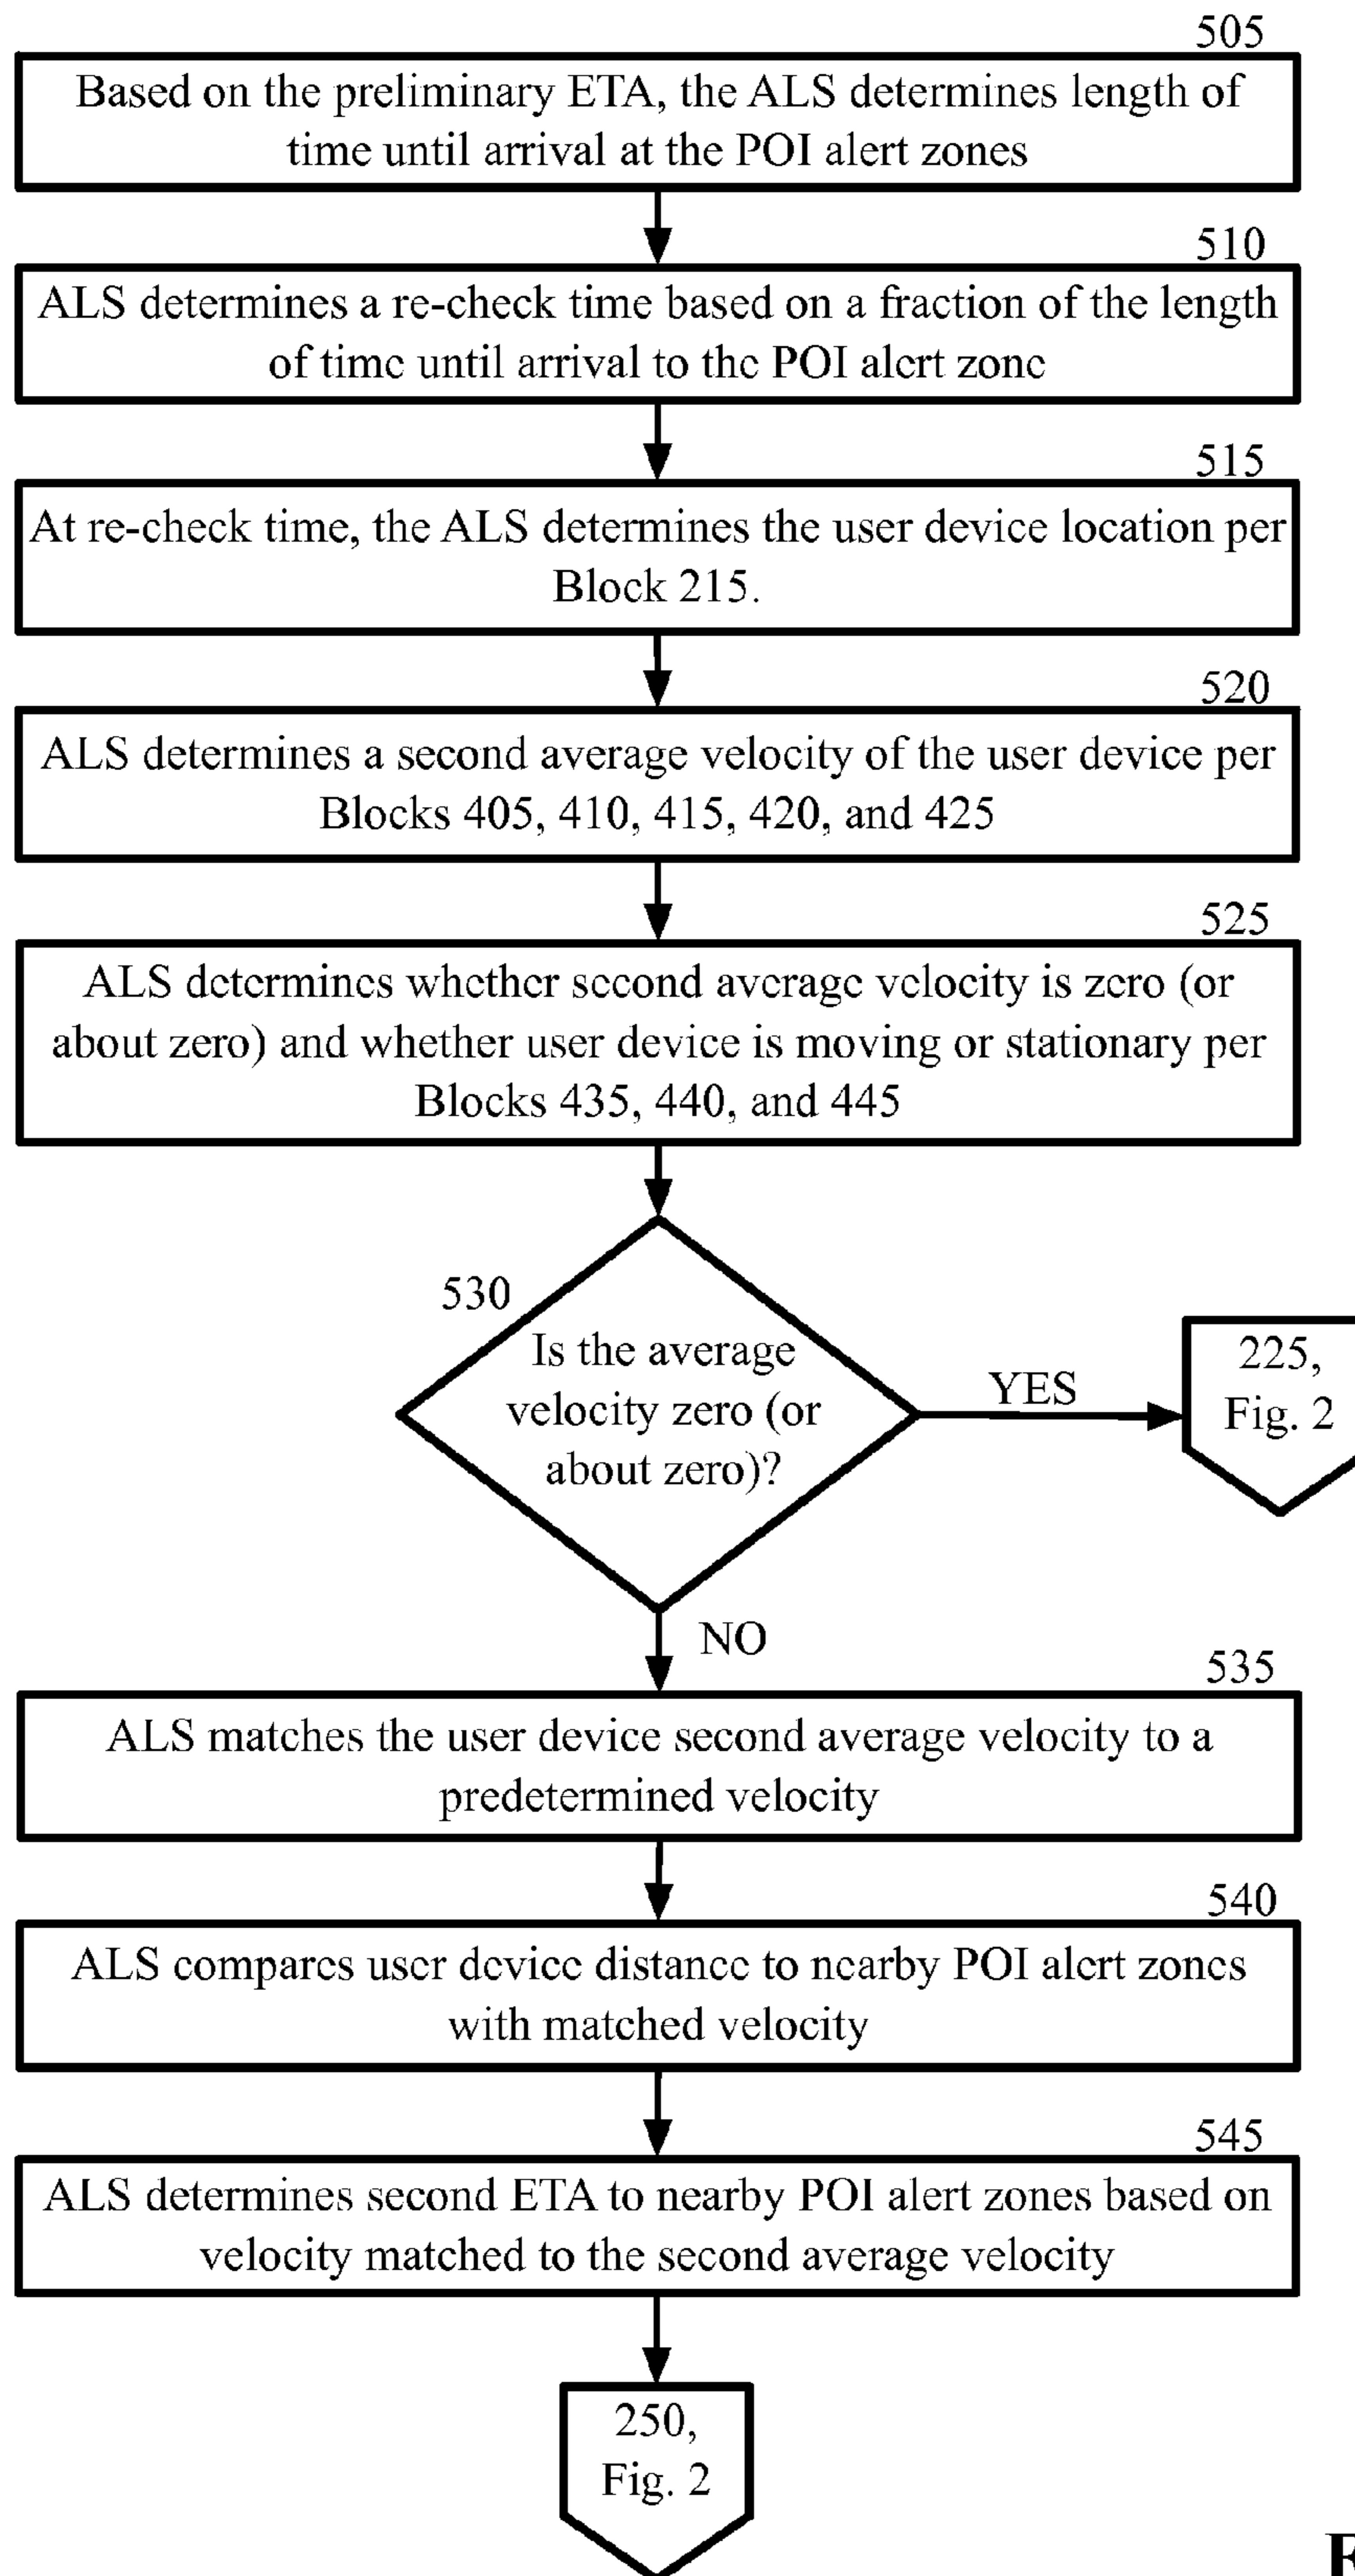 505
Based on the preliminary ETA, the ALS determines length of
time until arrival at the POI alert zones
510
ALS determines a re-check time based on a fraction of the length
of time until arrival to the POI alert zone
515
At re-check time, the ALS determines the user device location per
Block 215.
520
ALS determines a second average velocity of the user device per
Blocks 405, 410, 415, 420, and 425
525
ALS determines whether second average velocity is zero (or
about zero) and whether user device is moving or stationary per
Blocks 435, 440, and 445
530
Is the average
velocity zero (or
about zero)?
YES
225,
Fig. 2
NO
535
ALS matches the user device second average velocity to a
predetermined velocity
540
ALS compares user device distance to nearby POI alert zones
with matched velocity
545
ALS determines second ETA to nearby POI alert zones based on
velocity matched to the second average velocity
250,
Fig. 2